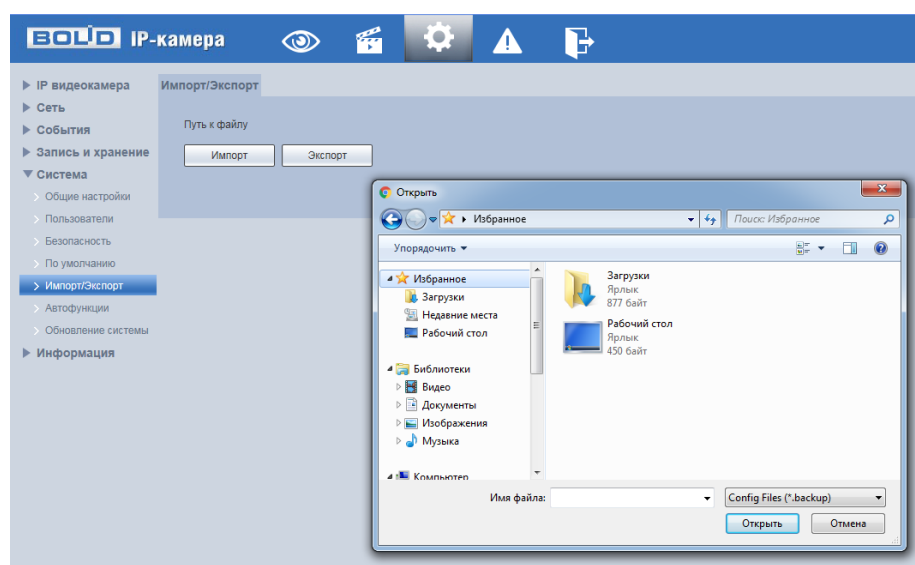 BOLID IP-камера
IP видеокамера
Сеть
События
Запись и хранение
Система
Общие настройки
Пользователи
Безопасность
По умолчанию
Импорт/Экспорт
Автофункции
Обновление системы
Информация
Импорт/Экспорт
Путь к файлу
Импорт
Экспорт
Открыть
Избранное
Поиск: Избранное
Упорядочить
Избранное
Загрузки
Недавние места
Рабочий стол
Библиотеки
Видео
Документы
Изображения
Музыка
Компьютер
Загрузки
Ярлык
877 байт
Рабочий стол
Ярлык
450 байт
Имя файла:
Config Files (*.backup)
Открыть
Отмена